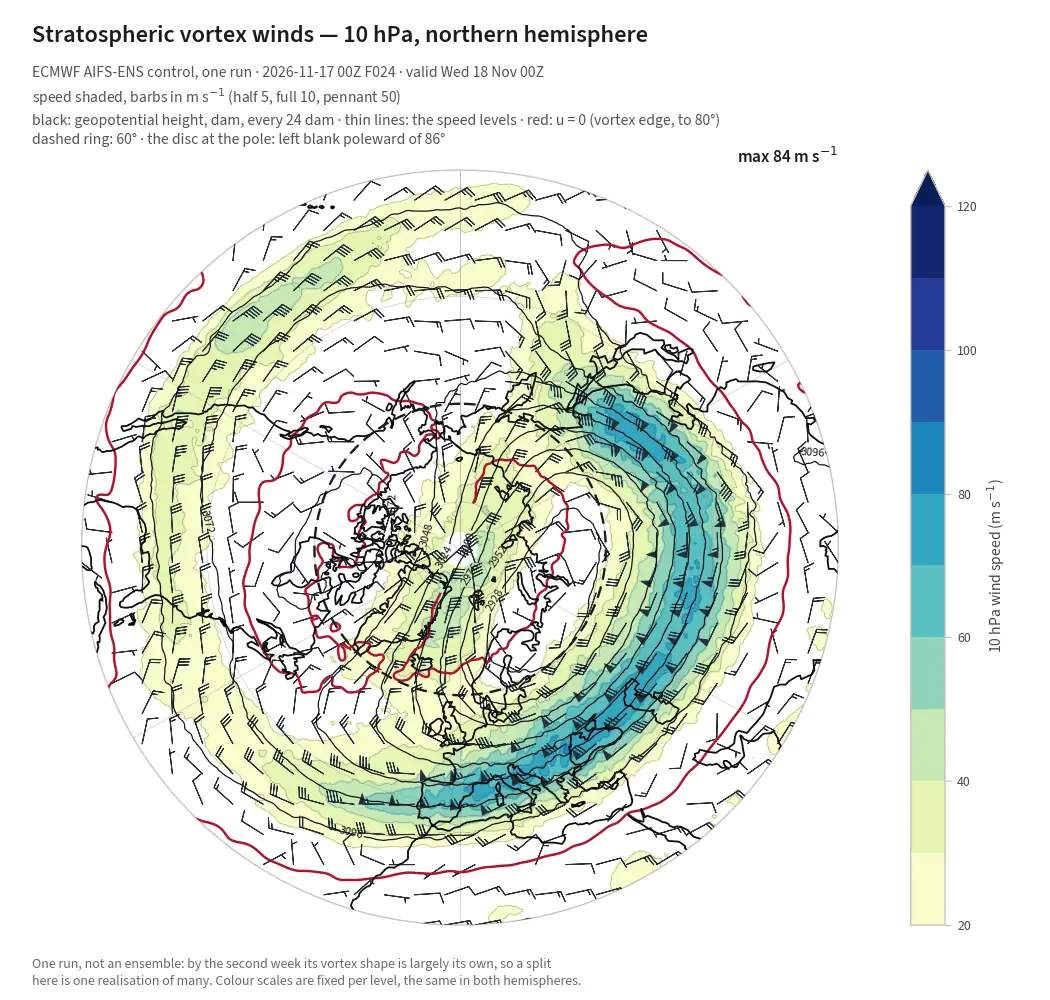 Stratospheric vortex winds — 10 hPa, northern hemisphere
ECMWF AIFS-ENS control, one run · 2026-11-17 00Z F024 · valid Wed 18 Nov 00Z
speed shaded, barbs in m s⁻¹ (half 5, full 10, pennant 50)
black: geopotential height, dam, every 24 dam · thin lines: the speed levels · red: u = 0 (vortex edge, to 80°)
dashed ring: 60° · the disc at the pole: left blank poleward of 86°
max 84 m s⁻¹
120
100
80
60
40
20
10 hPa wind speed (m s⁻¹)
3096
3072
3048
2952
2928
One run, not an ensemble: by the second week its vortex shape is largely its own, so a split
here is one realisation of many. Colour scales are fixed per level, the same in both hemispheres.